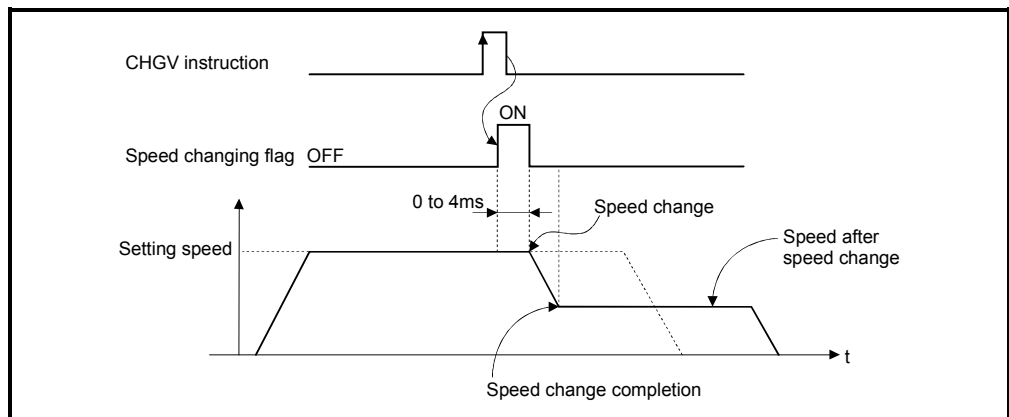 CHGV instruction
ON
Speed changing flag
OFF
0 to 4ms
Speed change
Setting speed
Speed after
speed change
t
Speed change completion